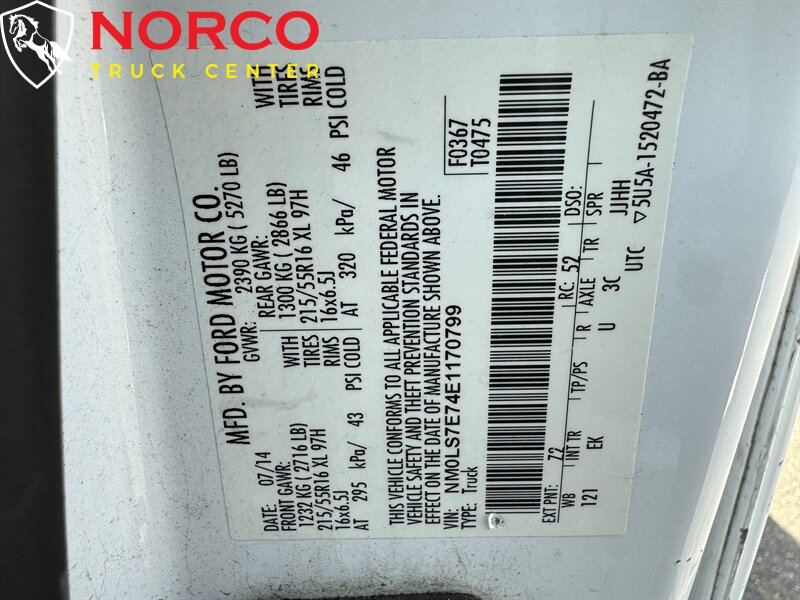 NORCO
TRUCK CENTER
MFD. BY FORD MOTOR CO.
DATE: 07/14
GVWR: 2390 KG ( 5270 LB)
FRONT GAWR:
1232 KG ( 2716 LB)
WITH
215/55R16 XL 97H
TIRES
16x6.5J
RIMS
AT 295 kPa/ 43 PSI COLD
REAR GAWR:
1300 KG ( 2866 LB)
WITH
215/55R16 XL 97H
TIRES
16x6.5J
RIMS
AT 320 kPa/ 46 PSI COLD
THIS VEHICLE CONFORMS TO ALL APPLICABLE FEDERAL MOTOR
VEHICLE SAFETY AND THEFT PREVENTION STANDARDS IN
EFFECT ON THE DATE OF MANUFACTURE SHOWN ABOVE.
VIN: NM0LS7E74E1170799
TYPE: Truck
F0367
T0475
EXT PNT: Z2 RC: 52 DSO:
WB INT TR TP/PS R AXLE TR SPR
121 EK U 3C JJHH
UTC ▽5U5A-1520472-BA